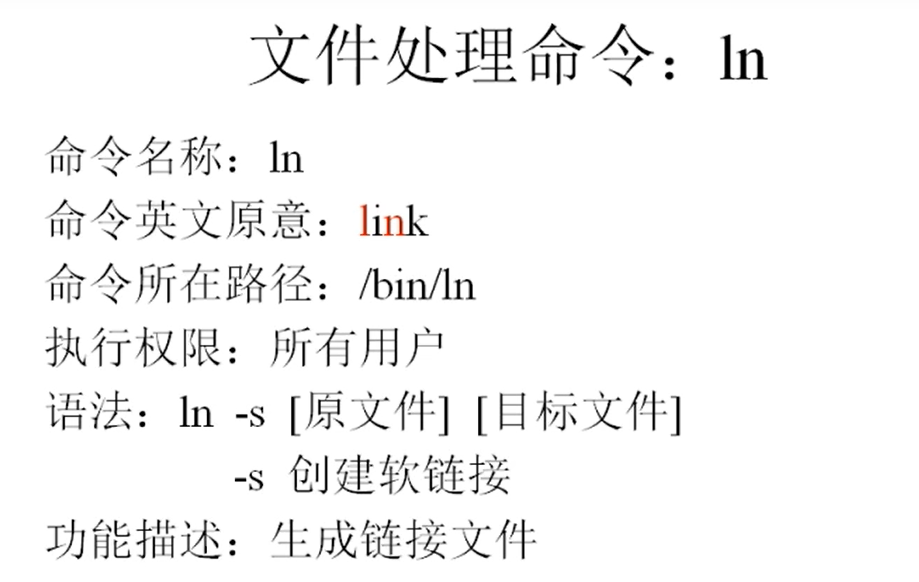 文件处理命令：ln
命令名称：ln
命令英文原意：link
命令所在路径：/bin/ln
执行权限：所有用户
语法：ln -s [原文件] [目标文件]
-s 创建软链接
功能描述：生成链接文件